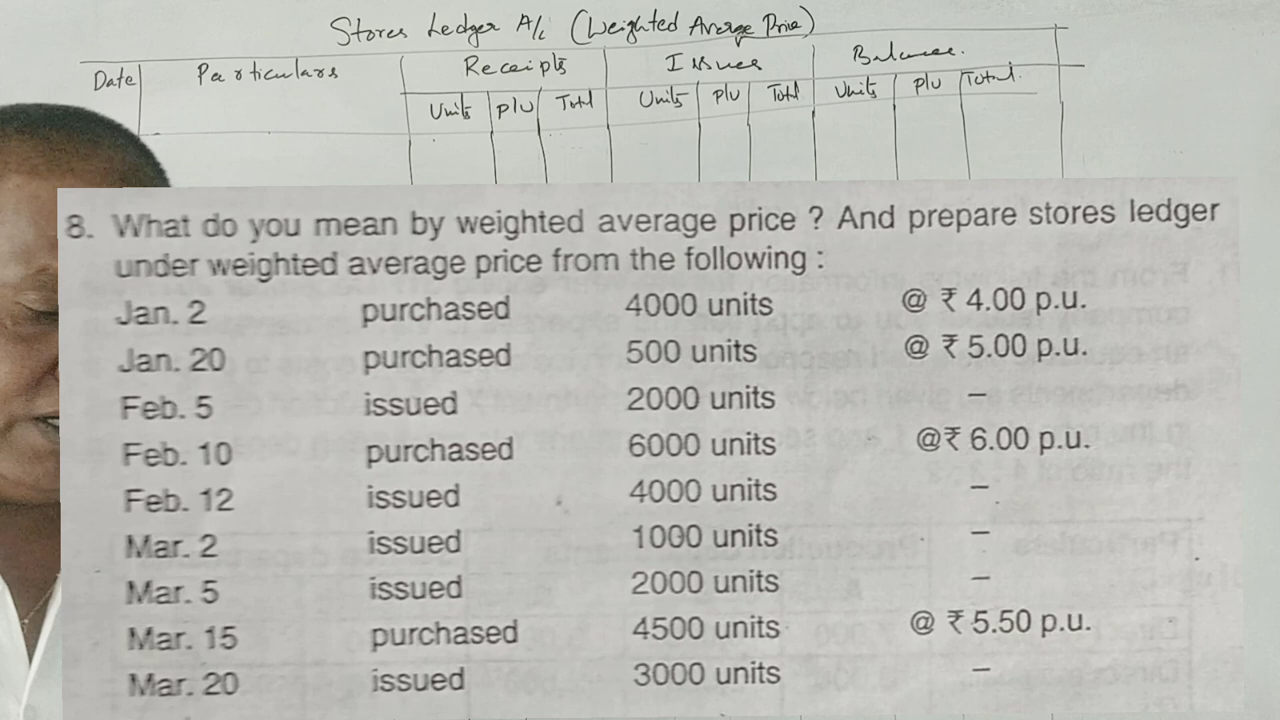 Stores Ledger A/c (Weighted Average Price)
Date Particulars Receipts Issues Balances.
Units P/U Total Units P/U Total Units P/U Total.
8. What do you mean by weighted average price ? And prepare stores ledger
under weighted average price from the following :
Jan. 2 purchased 4000 units @ ₹ 4.00 p.u.
Jan. 20 purchased 500 units @ ₹ 5.00 p.u.
Feb. 5 issued 2000 units –
Feb. 10 purchased 6000 units @₹ 6.00 p.u.
Feb. 12 issued 4000 units –
Mar. 2 issued 1000 units –
Mar. 5 issued 2000 units –
Mar. 15 purchased 4500 units @ ₹ 5.50 p.u.
Mar. 20 issued 3000 units –